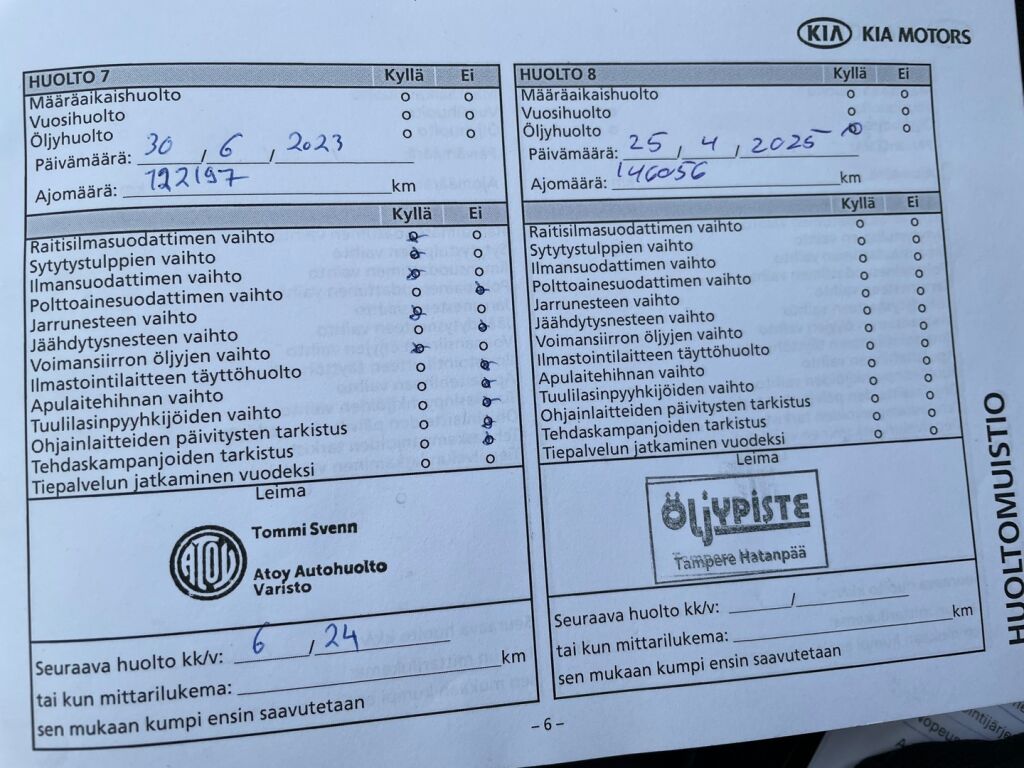 KIA KIA MOTORS
HUOLTO 7 Kyllä Ei
Määräaikaishuolto
Vuosihuolto
Öljyhuolto
Päivämäärä: 30 / 6 / 2023
Ajomäärä: 122197 km
Kyllä Ei
Raitisilmasuodattimen vaihto
Sytytystulppien vaihto
Ilmansuodattimen vaihto
Polttoainesuodattimen vaihto
Jarrunesteen vaihto
Jäähdytysnesteen vaihto
Voimansiirron öljyjen vaihto
Ilmastointilaitteen täyttöhuolto
Apulaitehihnan vaihto
Tuulilasinpyyhkijöiden vaihto
Ohjainlaitteiden päivitysten tarkistus
Tehdaskampanjoiden tarkistus
Tiepalvelun jatkaminen vuodeksi
Leima
ATOY
Tommi Svenn
Atoy Autohuolto
Varisto
Seuraava huolto kk/v: 6 / 24
tai kun mittarilukema: km
sen mukaan kumpi ensin saavutetaan
HUOLTO 8 Kyllä Ei
Määräaikaishuolto
Vuosihuolto
Öljyhuolto
Päivämäärä: 25 / 4 / 2025
Ajomäärä: 146056 km
Kyllä Ei
Raitisilmasuodattimen vaihto
Sytytystulppien vaihto
Ilmansuodattimen vaihto
Polttoainesuodattimen vaihto
Jarrunesteen vaihto
Jäähdytysnesteen vaihto
Voimansiirron öljyjen vaihto
Ilmastointilaitteen täyttöhuolto
Apulaitehihnan vaihto
Tuulilasinpyyhkijöiden vaihto
Ohjainlaitteiden päivitysten tarkistus
Tehdaskampanjoiden tarkistus
Tiepalvelun jatkaminen vuodeksi
Leima
ÖLJYPISTE
Tampere Hatanpää
Seuraava huolto kk/v: /
tai kun mittarilukema: km
sen mukaan kumpi ensin saavutetaan
– 6 –
HUOLTOMUISTIO